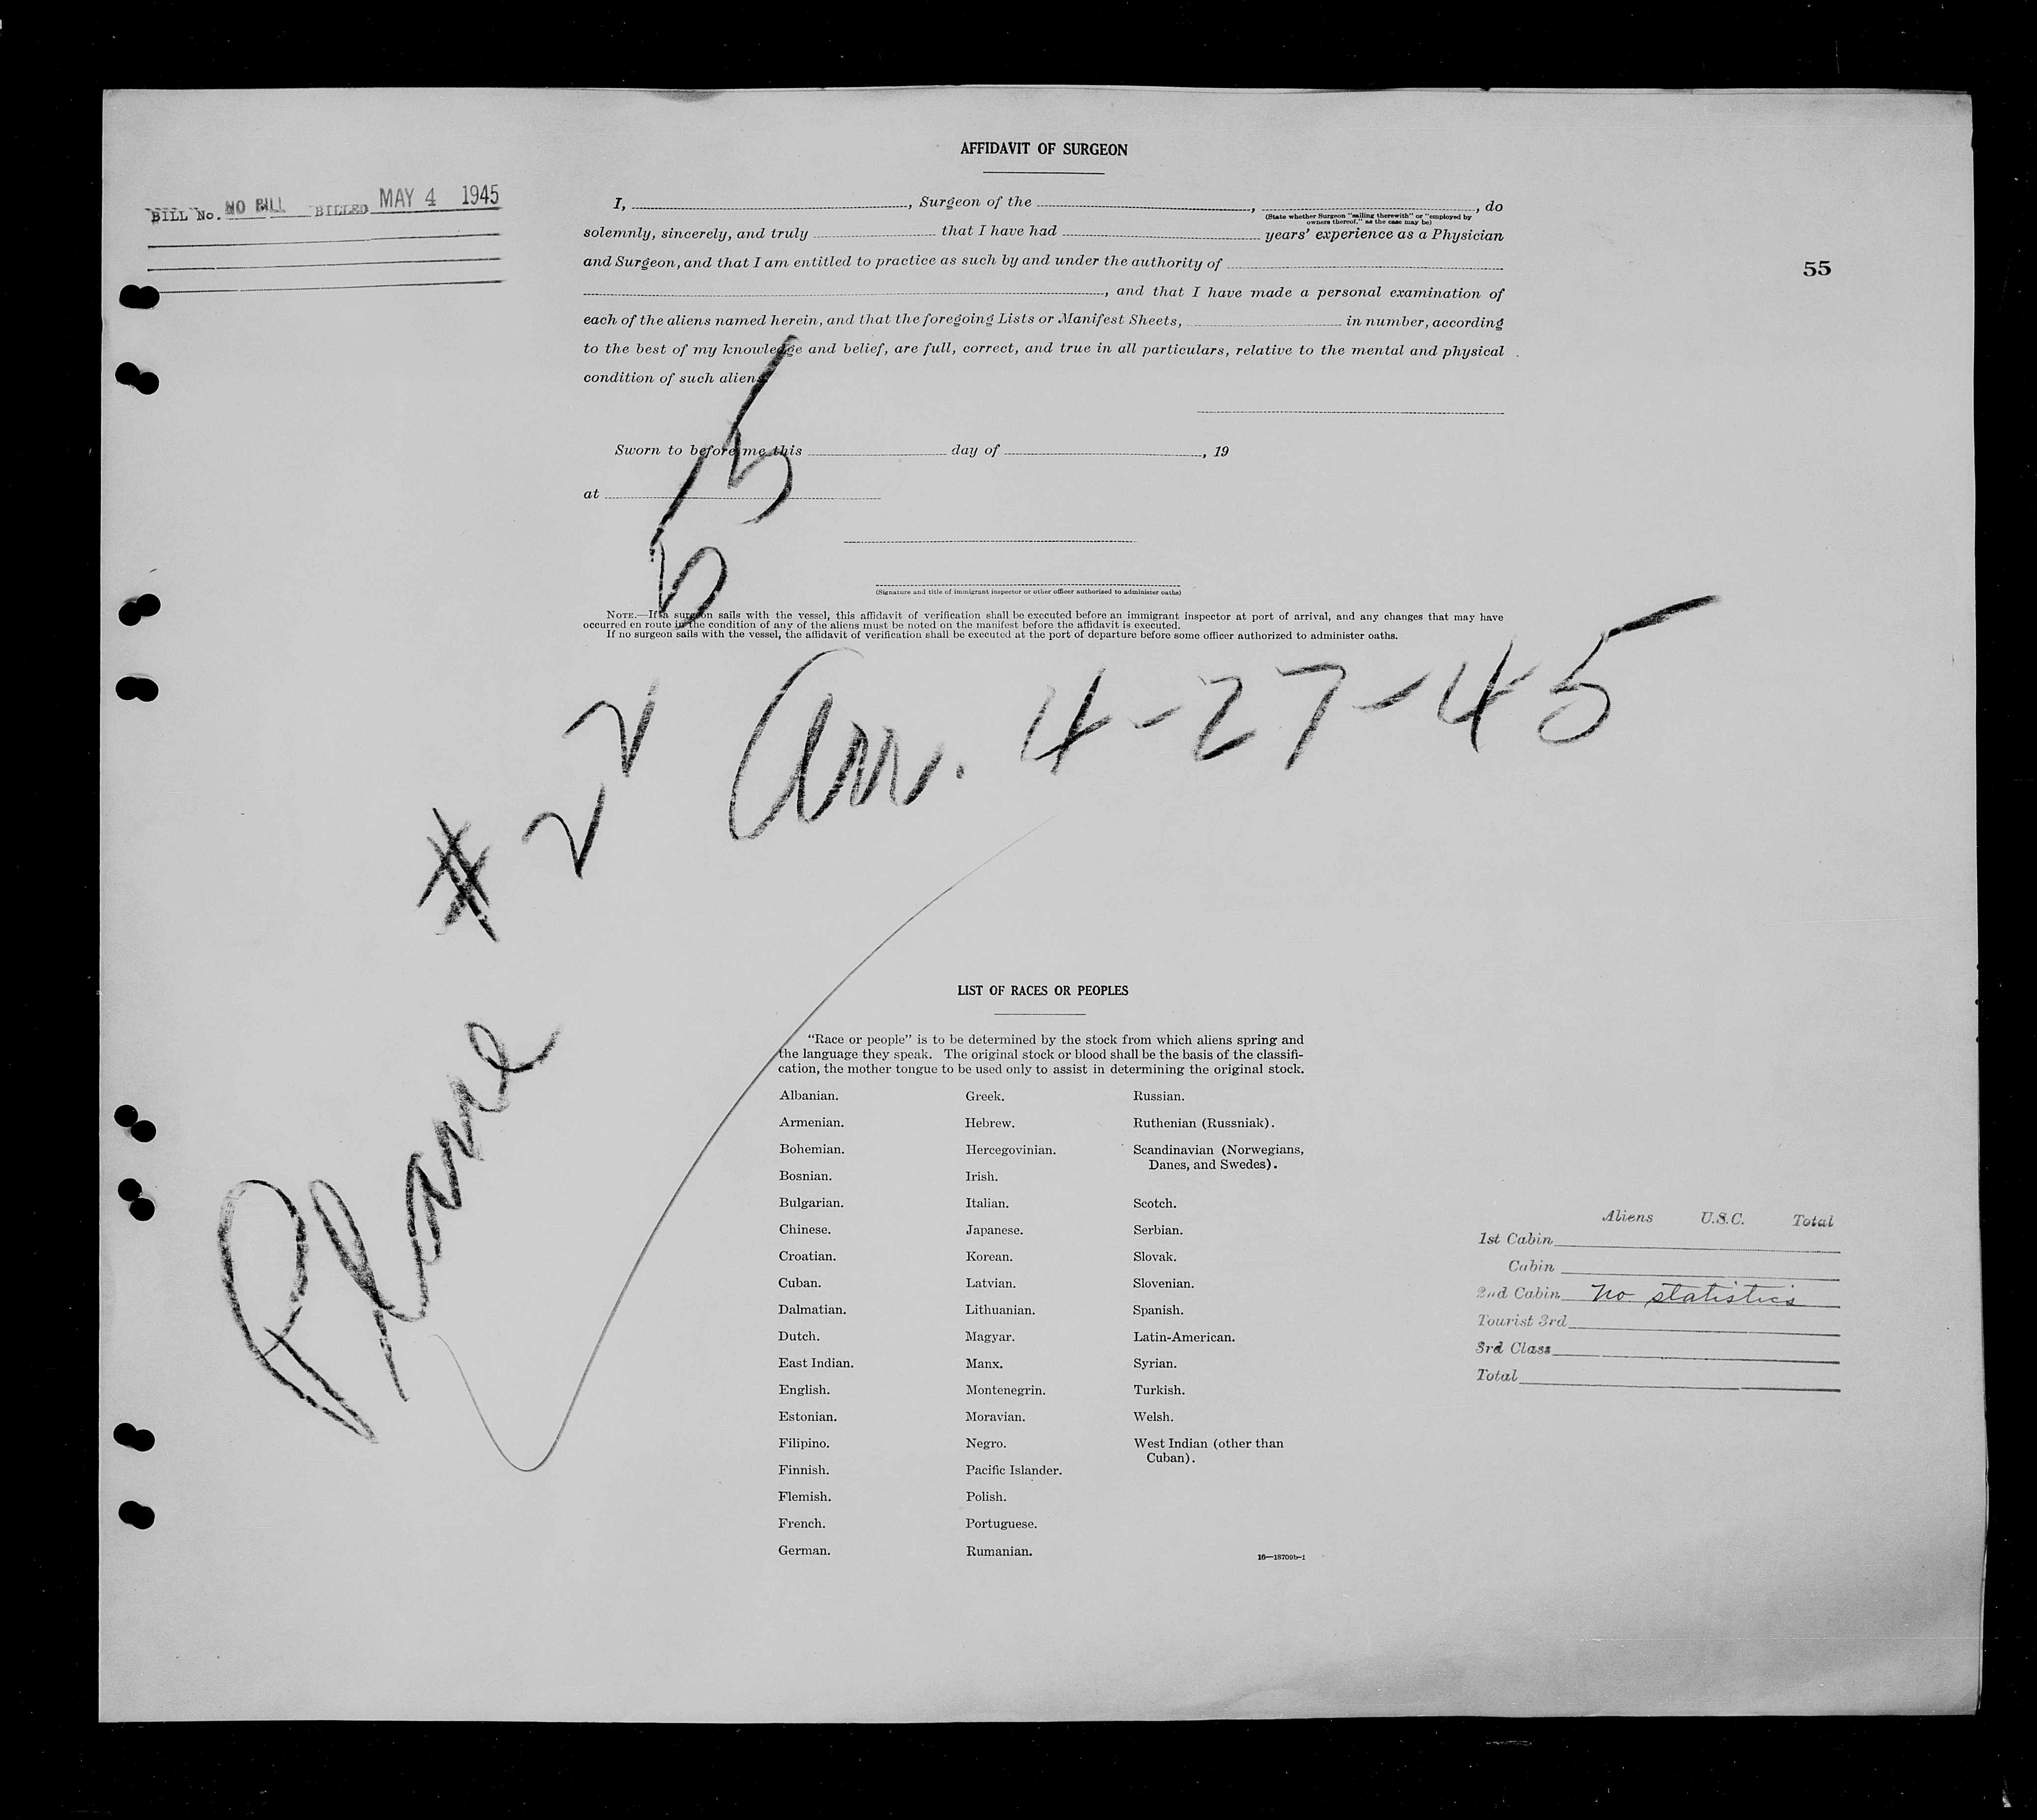 AFFIDAVIT OF SURGEON
BILL No. NO BILL BILLED MAY 4 1945
I, , Surgeon of the , , do
(State whether Surgeon "sailing therewith" or "employed by
owners thereof," as the case may be)
solemnly, sincerely, and truly that I have had years' experience as a Physician
and Surgeon, and that I am entitled to practice as such by and under the authority of
, and that I have made a personal examination of
each of the aliens named herein, and that the foregoing Lists or Manifest Sheets, in number, according
to the best of my knowledge and belief, are full, correct, and true in all particulars, relative to the mental and physical
condition of such aliens.
55
Sworn to before me this day of , 19
at
(Signature and title of immigrant inspector or other officer authorized to administer oaths)
NOTE.—If a surgeon sails with the vessel, this affidavit of verification shall be executed before an immigrant inspector at port of arrival, and any changes that may have
occurred en route in the condition of any of the aliens must be noted on the manifest before the affidavit is executed.
If no surgeon sails with the vessel, the affidavit of verification shall be executed at the port of departure before some officer authorized to administer oaths.
Plane # 2255
Arr. 4-27-45
LIST OF RACES OR PEOPLES
"Race or people" is to be determined by the stock from which aliens spring and
the language they speak. The original stock or blood shall be the basis of the classifi-
cation, the mother tongue to be used only to assist in determining the original stock.
Albanian.
Armenian.
Bohemian.
Bosnian.
Bulgarian.
Chinese.
Croatian.
Cuban.
Dalmatian.
Dutch.
East Indian.
English.
Estonian.
Filipino.
Finnish.
Flemish.
French.
German.
Greek.
Hebrew.
Hercegovinian.
Irish.
Italian.
Japanese.
Korean.
Latvian.
Lithuanian.
Magyar.
Manx.
Montenegrin.
Moravian.
Negro.
Pacific Islander.
Polish.
Portuguese.
Rumanian.
Russian.
Ruthenian (Russniak).
Scandinavian (Norwegians,
Danes, and Swedes).
Scotch.
Serbian.
Slovak.
Slovenian.
Spanish.
Latin-American.
Syrian.
Turkish.
Welsh.
West Indian (other than
Cuban).
16—18709b-1
Aliens U.S.C. Total
1st Cabin
Cabin
2nd Cabin No statistics
Tourist 3rd
3rd Class
Total